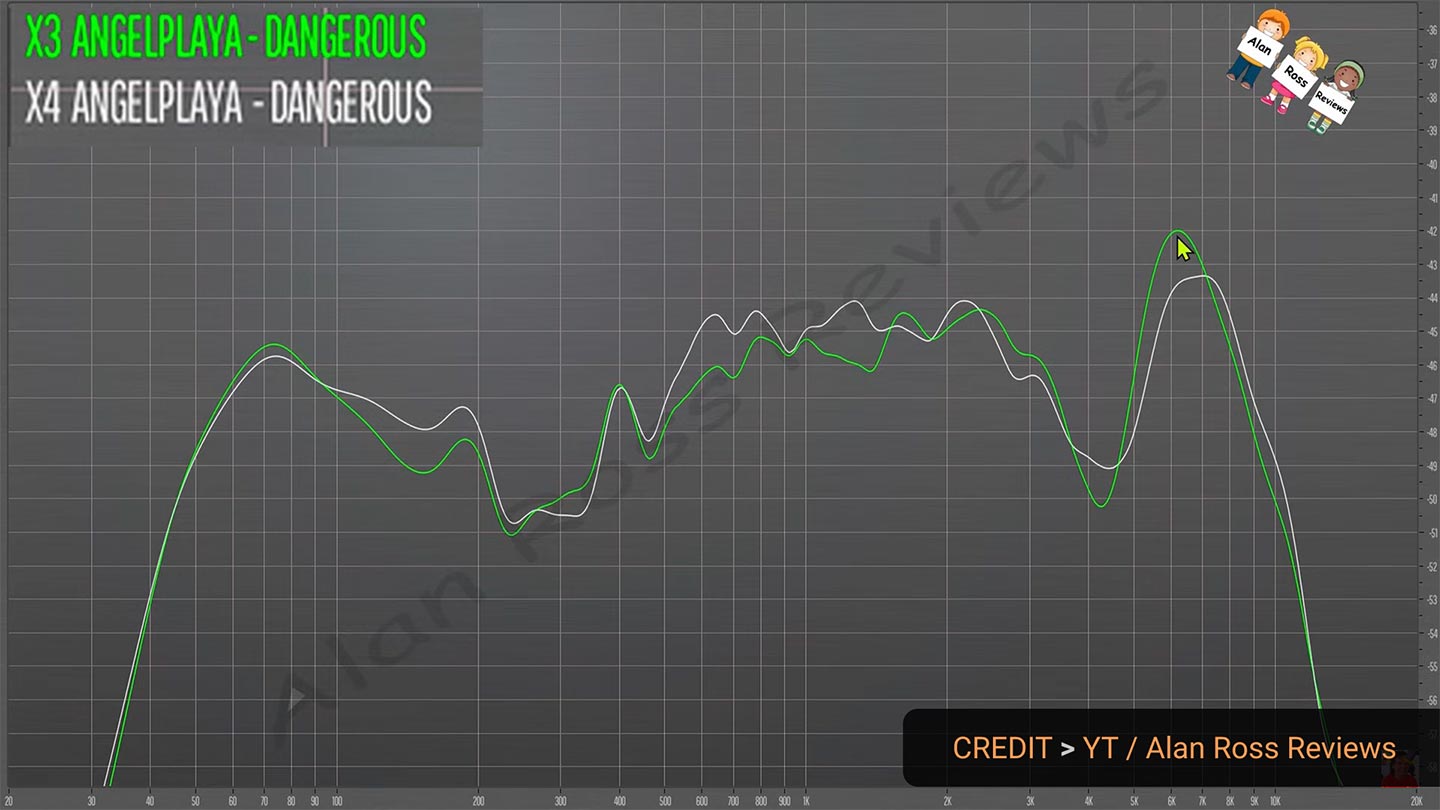 X3 ANGELPLAYA - DANGEROUS
X4 ANGELPLAYA - DANGEROUS
Alan
Ross
Reviews
Alan Ross Reviews
-36
-37
-38
-39
-40
-41
-42
-43
-44
-45
-46
-47
-48
-49
-50
-51
-52
-53
-54
-55
-56
CREDIT > YT / Alan Ross Reviews
20 30 40 50 60 70 80 90 100 200 300 400 500 600 700 800 900 1K 2K 3K 4K 5K 6K 7K 8K 9K 10K 20K